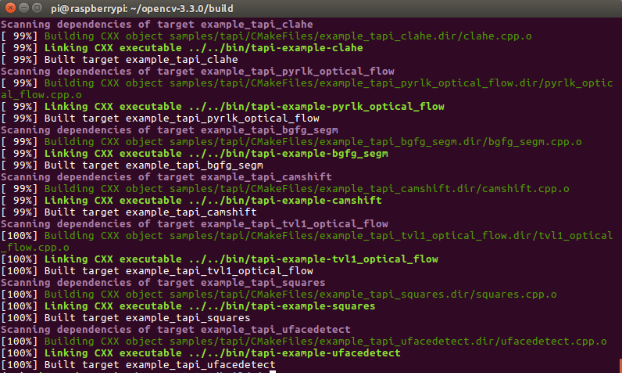 pi@raspberrypi: ~/opencv-3.3.0/build
Scanning dependencies of target example_tapi_clahe
[ 99%] Building CXX object samples/tapi/CMakeFiles/example_tapi_clahe.dir/clahe.cpp.o
[ 99%] Linking CXX executable ../../bin/tapi-example-clahe
[ 99%] Built target example_tapi_clahe
Scanning dependencies of target example_tapi_pyrlk_optical_flow
[ 99%] Building CXX object samples/tapi/CMakeFiles/example_tapi_pyrlk_optical_flow.dir/pyrlk_optic
al_flow.cpp.o
[ 99%] Linking CXX executable ../../bin/tapi-example-pyrlk_optical_flow
[ 99%] Built target example_tapi_pyrlk_optical_flow
Scanning dependencies of target example_tapi_bgfg_segm
[ 99%] Building CXX object samples/tapi/CMakeFiles/example_tapi_bgfg_segm.dir/bgfg_segm.cpp.o
[ 99%] Linking CXX executable ../../bin/tapi-example-bgfg_segm
[ 99%] Built target example_tapi_bgfg_segm
Scanning dependencies of target example_tapi_camshift
[ 99%] Building CXX object samples/tapi/CMakeFiles/example_tapi_camshift.dir/camshift.cpp.o
[ 99%] Linking CXX executable ../../bin/tapi-example-camshift
[ 99%] Built target example_tapi_camshift
Scanning dependencies of target example_tapi_tvl1_optical_flow
[100%] Building CXX object samples/tapi/CMakeFiles/example_tapi_tvl1_optical_flow.dir/tvl1_optical
_flow.cpp.o
[100%] Linking CXX executable ../../bin/tapi-example-tvl1_optical_flow
[100%] Built target example_tapi_tvl1_optical_flow
Scanning dependencies of target example_tapi_squares
[100%] Building CXX object samples/tapi/CMakeFiles/example_tapi_squares.dir/squares.cpp.o
[100%] Linking CXX executable ../../bin/tapi-example-squares
[100%] Built target example_tapi_squares
Scanning dependencies of target example_tapi_ufacedetect
[100%] Building CXX object samples/tapi/CMakeFiles/example_tapi_ufacedetect.dir/ufacedetect.cpp.o
[100%] Linking CXX executable ../../bin/tapi-example-ufacedetect
[100%] Built target example_tapi_ufacedetect